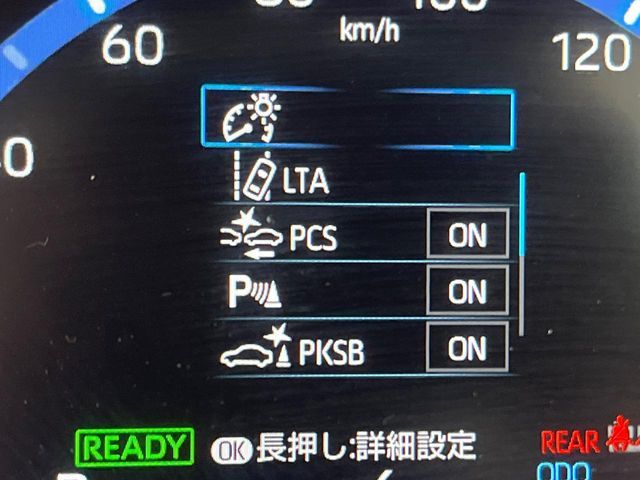 60
km/h
120
LTA
PCS ON
P ON
PKSB ON
READY OK 長押し:詳細設定 REAR
ODO